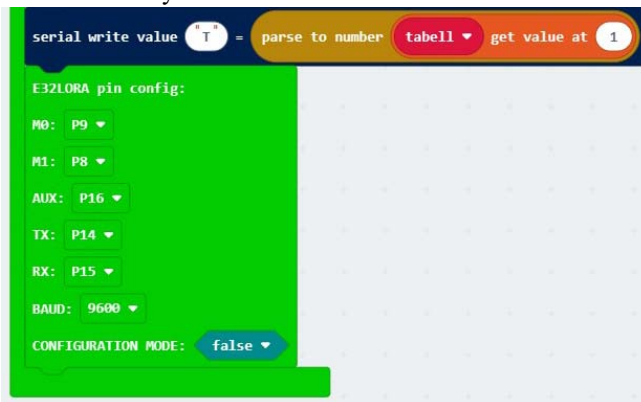 serial write value "T" = parse to number tabell get value at 1
E32LORA pin config:
M0: P9
M1: P8
AUX: P16
TX: P14
RX: P15
BAUD: 9600
CONFIGURATION MODE: false